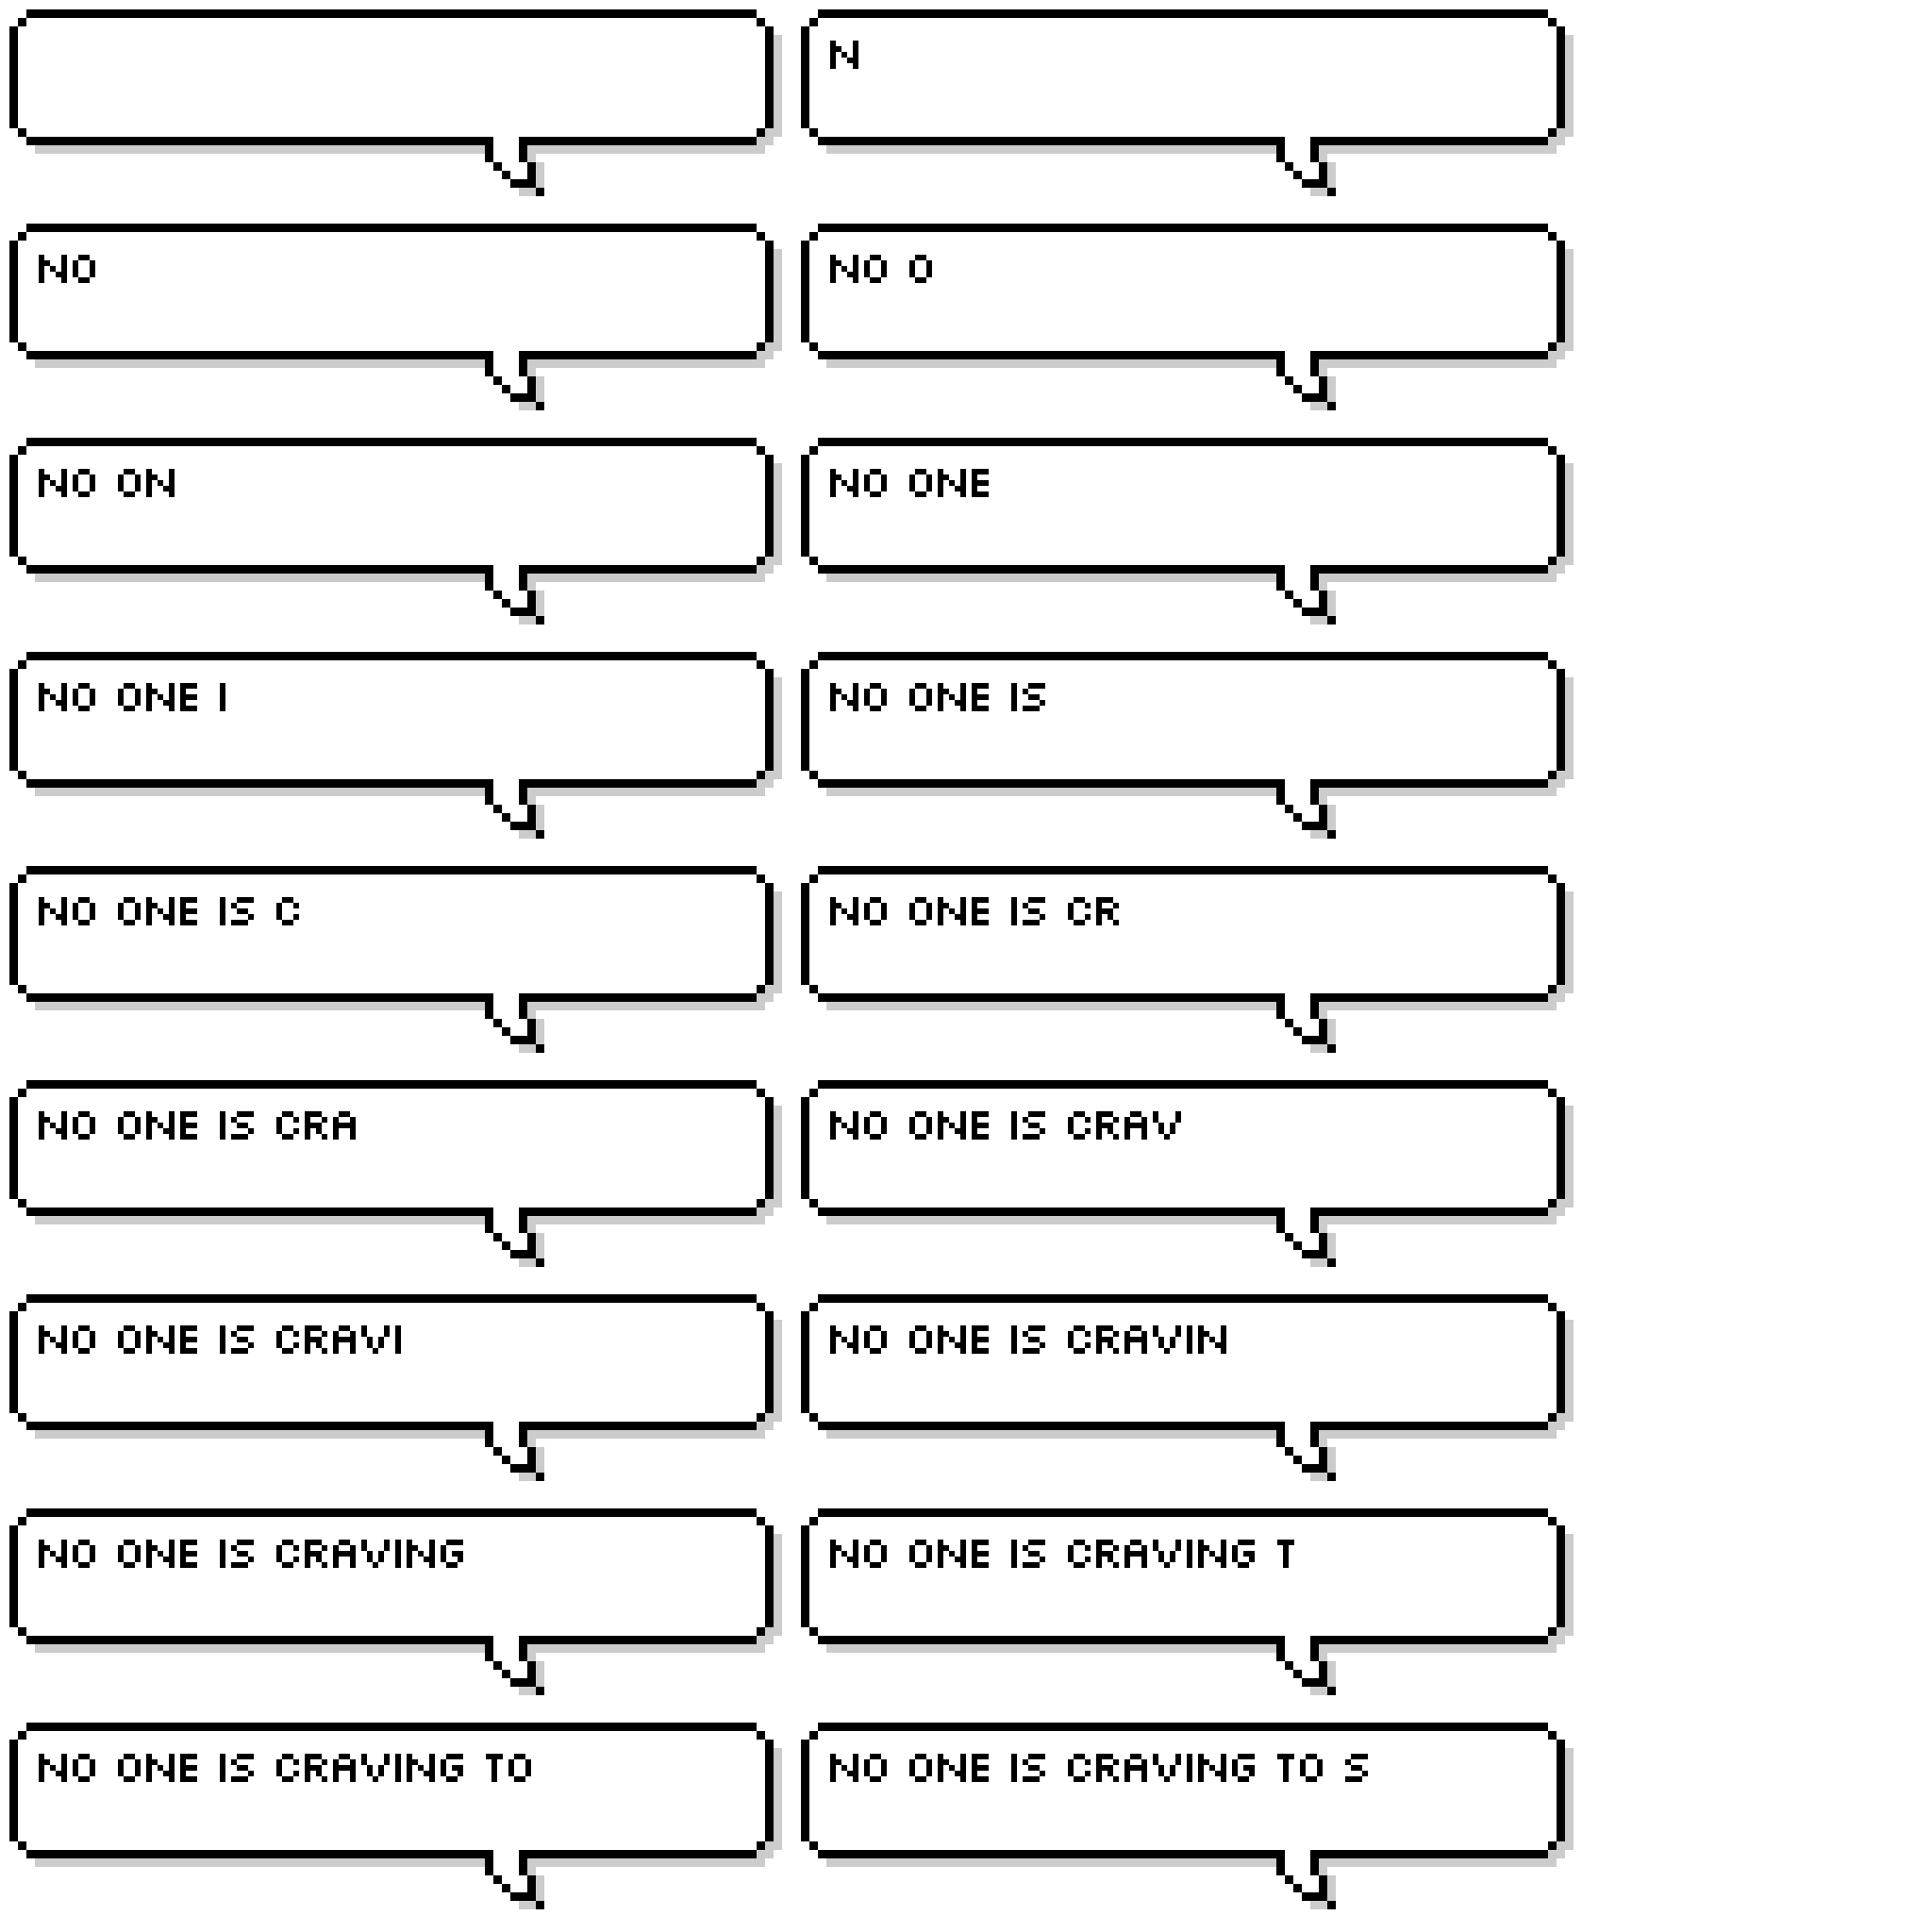 N
NO
NO O
NO ON
NO ONE
NO ONE I
NO ONE IS
NO ONE IS C
NO ONE IS CR
NO ONE IS CRA
NO ONE IS CRAV
NO ONE IS CRAVI
NO ONE IS CRAVIN
NO ONE IS CRAVING
NO ONE IS CRAVING T
NO ONE IS CRAVING TO
NO ONE IS CRAVING TO S